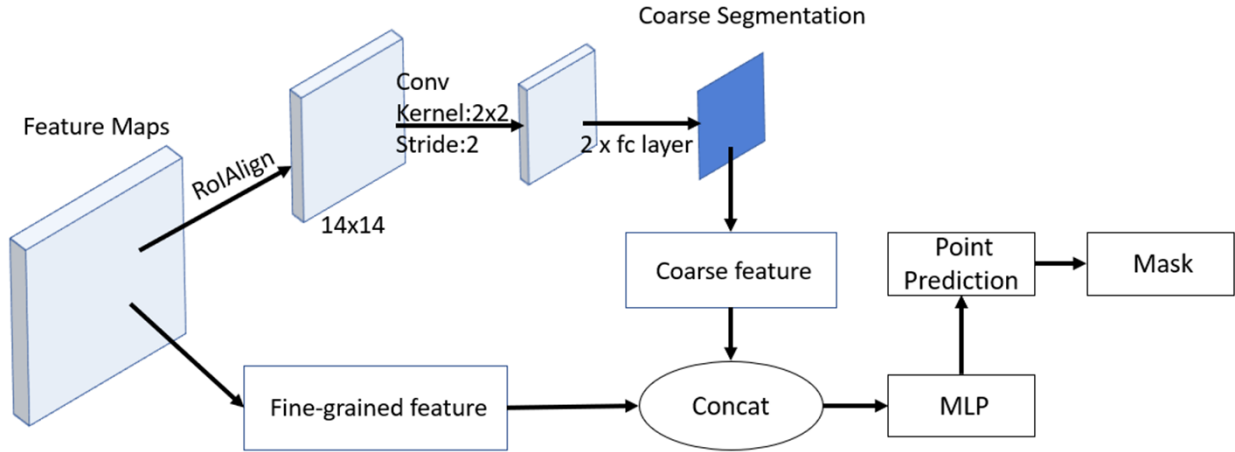 Coarse Segmentation
Feature Maps
RoIAlign
Conv
Kernel:2x2
Stride:2
14x14
2 x fc layer
Coarse feature
Point
Prediction
Mask
Fine-grained feature
Concat
MLP